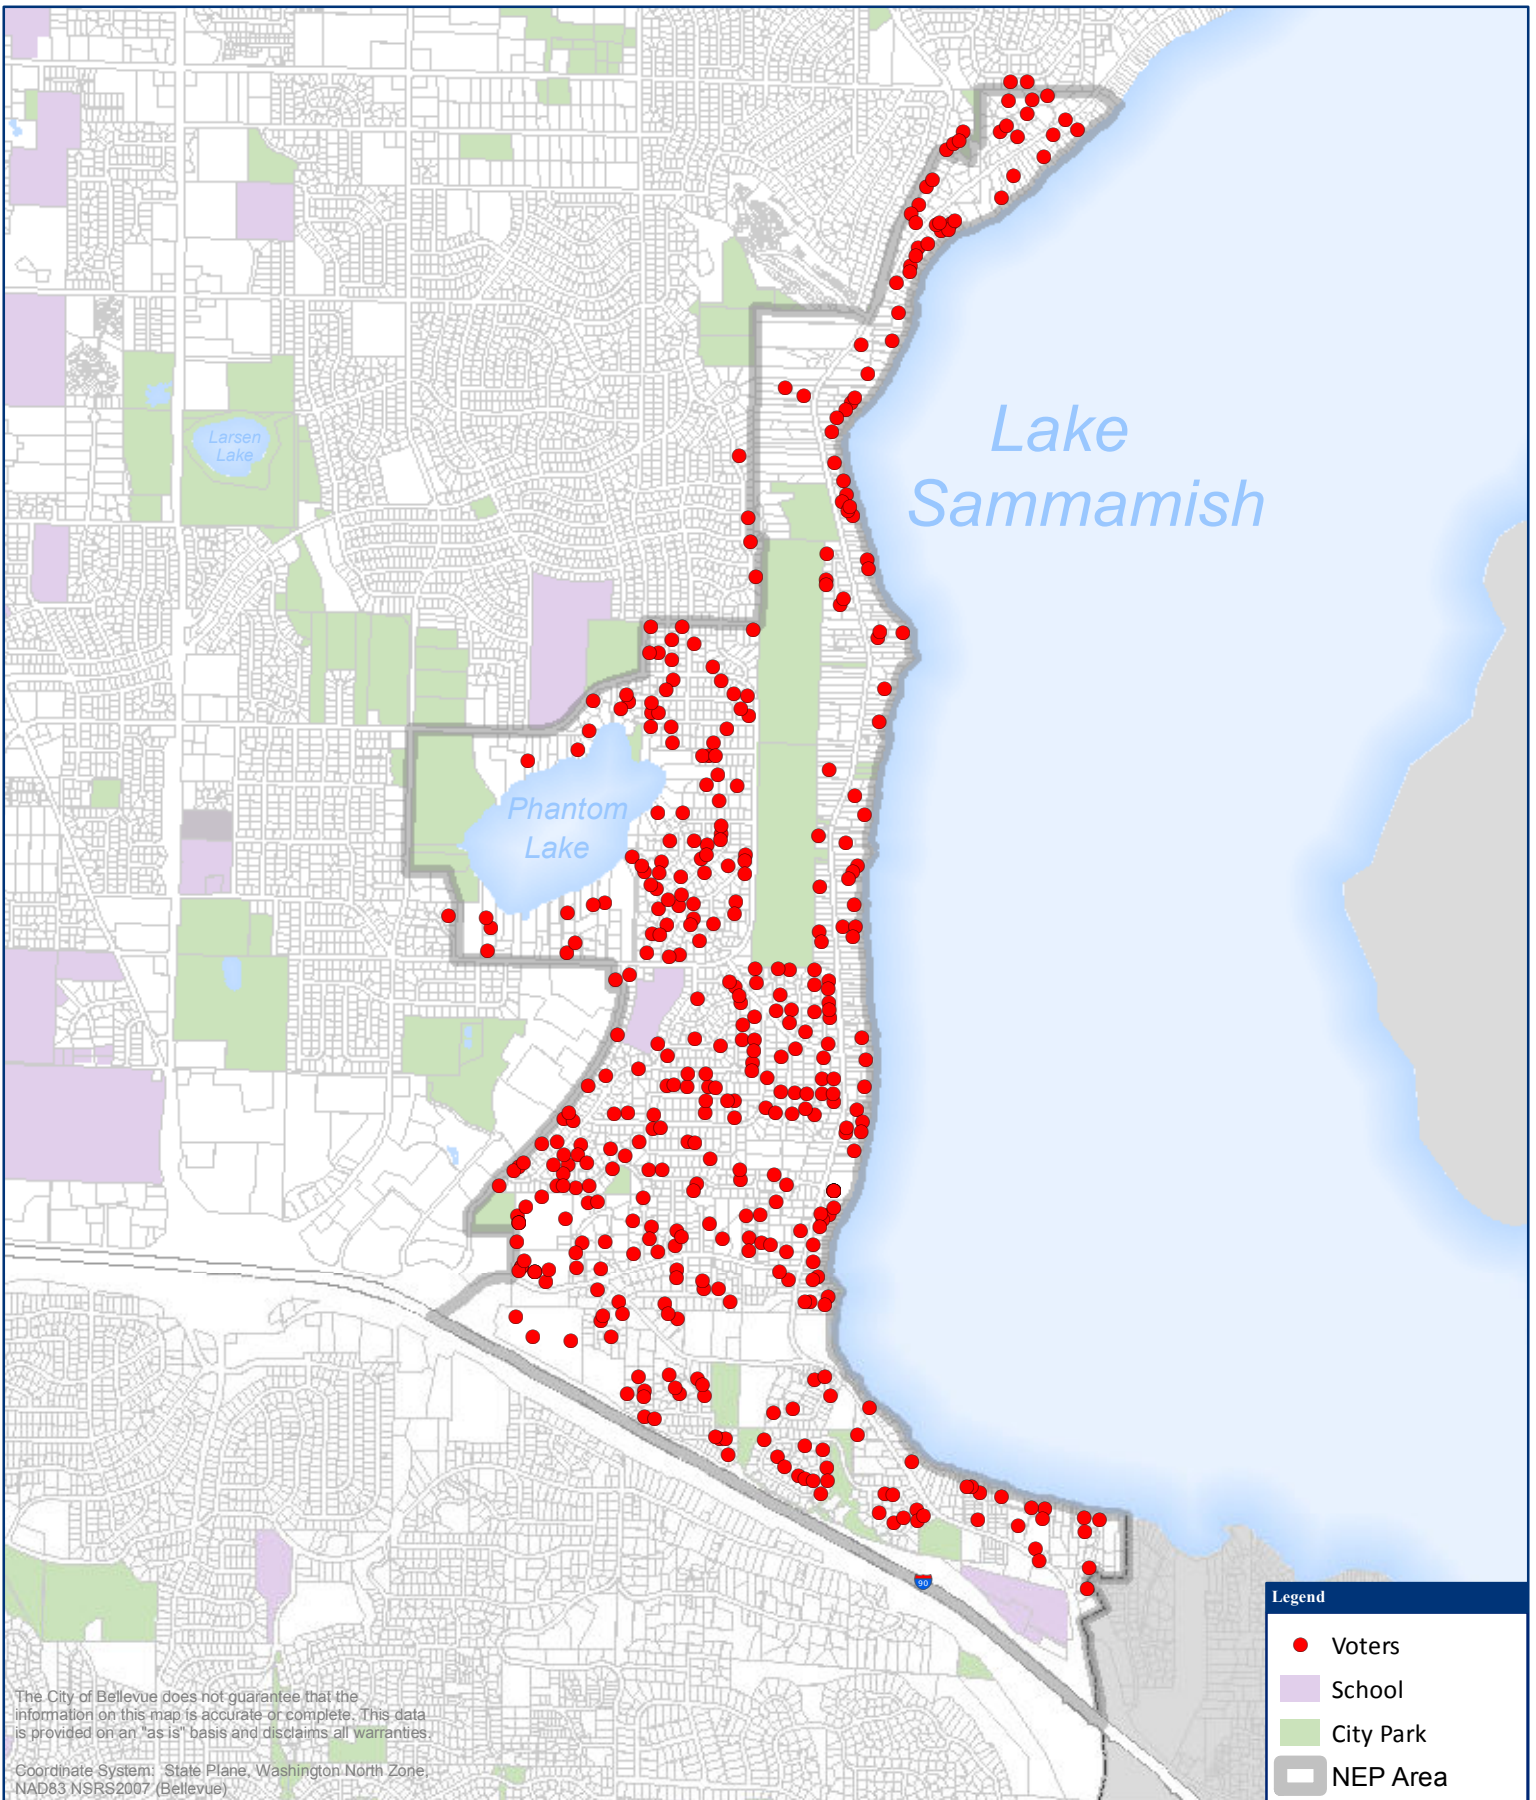 Lake
Sammamish
Larsen
Lake
Phantom
Lake
90
Legend
Voters
School
City Park
NEP Area
The City of Bellevue does not guarantee that the
information on this map is accurate or complete. This data
is provided on an "as is" basis and disclaims all warranties.
Coordinate System: State Plane, Washington North Zone,
NAD83 NSRS2007 (Bellevue)